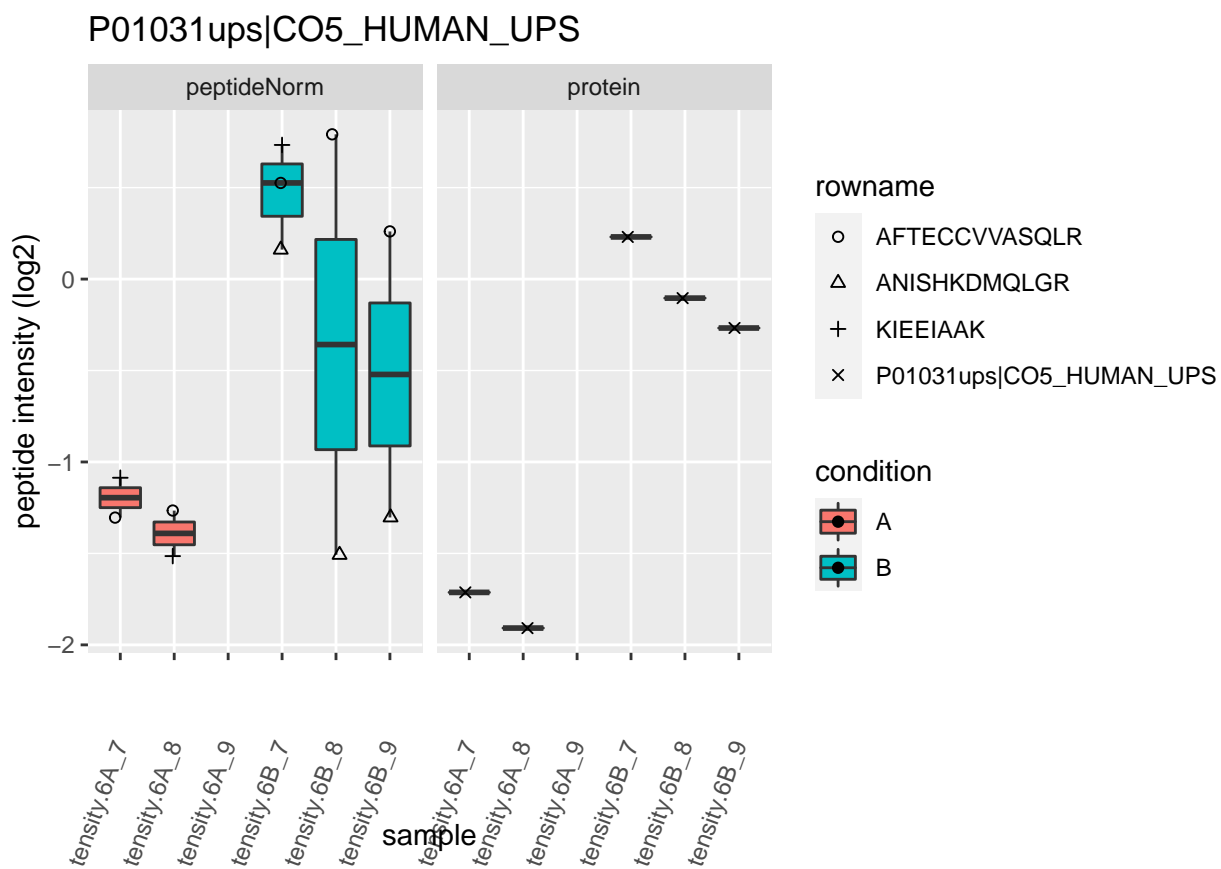 P01031ups|CO5_HUMAN_UPS
peptideNorm
protein
peptide intensity (log2)
0
−1
−2
tensity.6A_7
tensity.6A_8
tensity.6A_9
tensity.6B_7
tensity.6B_8
tensity.6B_9
tensity.6A_7
tensity.6A_8
tensity.6A_9
tensity.6B_7
tensity.6B_8
tensity.6B_9
sample
rowname
AFTECCVVASQLR
ANISHKDMQLGR
KIEEIAAK
P01031ups|CO5_HUMAN_UPS
condition
A
B